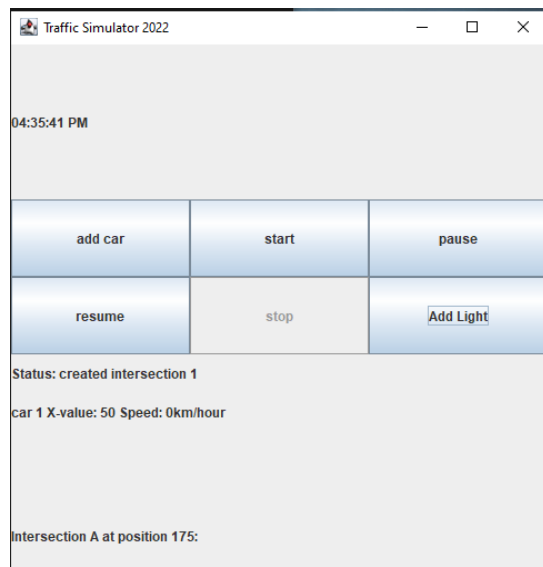 Traffic Simulator 2022
04:35:41 PM
add car start pause
resume stop Add Light
Status: created intersection 1
car 1 X-value: 50 Speed: 0km/hour
Intersection A at position 175: